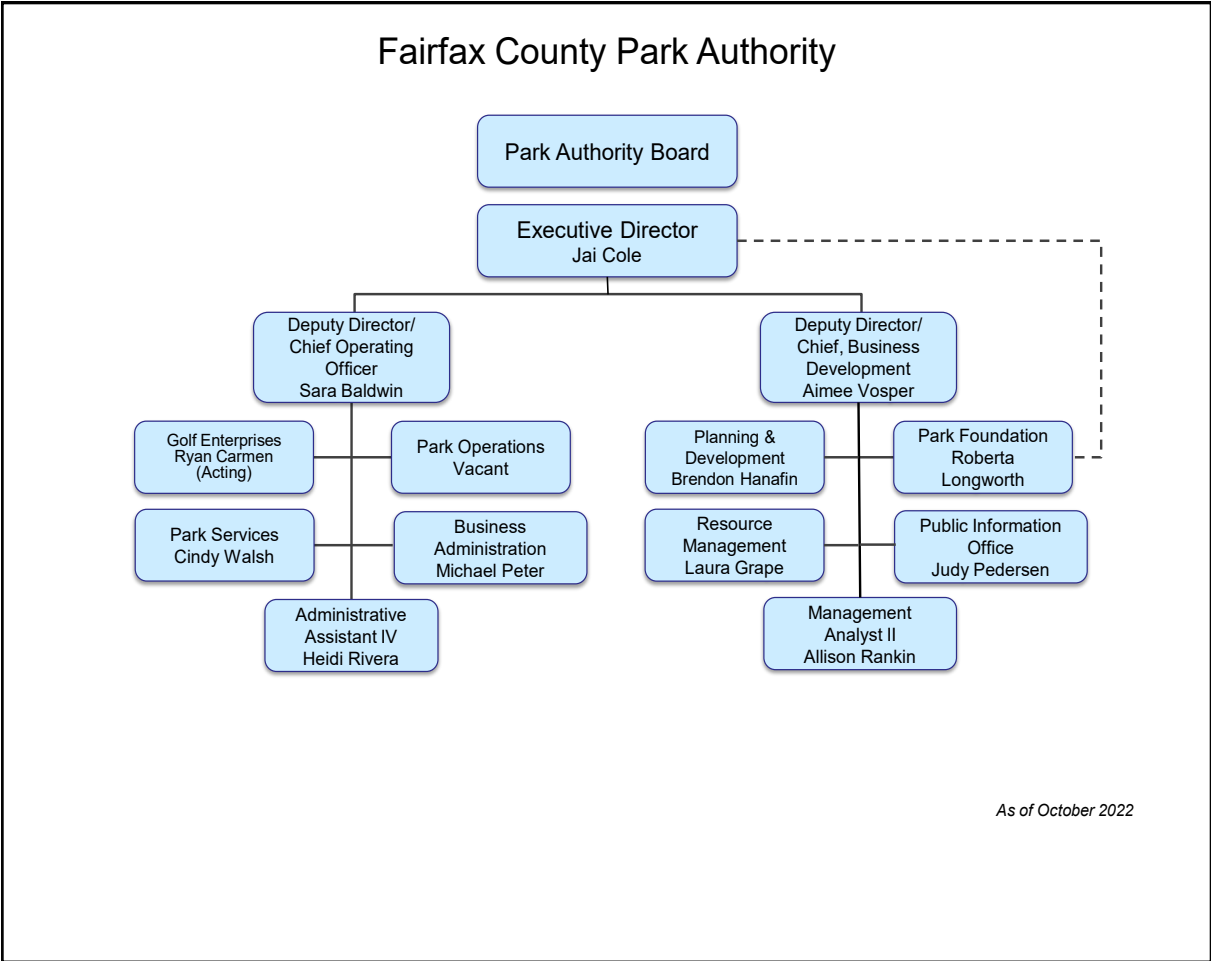 Fairfax County Park Authority
Park Authority Board
Executive Director
Jai Cole
Deputy Director/
Chief Operating
Officer
Sara Baldwin
Deputy Director/
Chief, Business
Development
Aimee Vosper
Golf Enterprises
Ryan Carmen
(Acting)
Park Operations
Vacant
Planning &
Development
Brendon Hanafin
Park Foundation
Roberta
Longworth
Park Services
Cindy Walsh
Business
Administration
Michael Peter
Resource
Management
Laura Grape
Public Information
Office
Judy Pedersen
Administrative
Assistant IV
Heidi Rivera
Management
Analyst II
Allison Rankin
As of October 2022